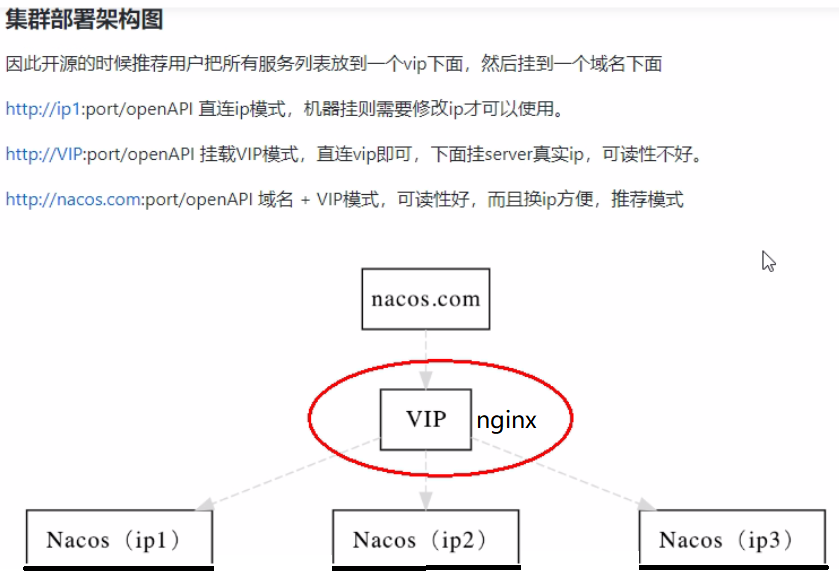 集群部署架构图
因此开源的时候推荐用户把所有服务列表放到一个vip下面，然后挂到一个域名下面
http://ip1:port/openAPI 直连ip模式，机器挂则需要修改ip才可以使用。
http://VIP:port/openAPI 挂载VIP模式，直连vip即可，下面挂server真实ip，可读性不好。
http://nacos.com:port/openAPI 域名 + VIP模式，可读性好，而且换ip方便，推荐模式
nacos.com
VIP nginx
Nacos（ip1） Nacos（ip2） Nacos（ip3）